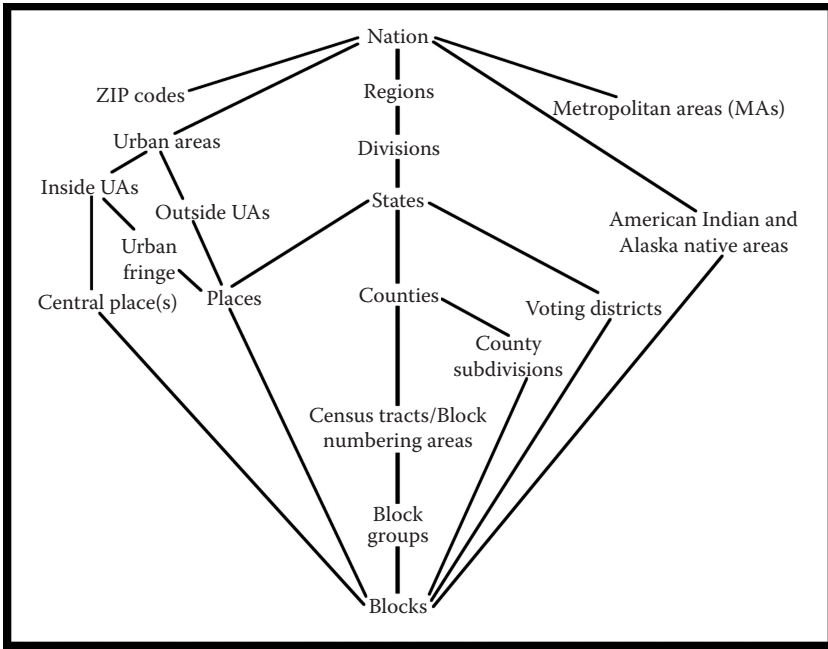 Nation
ZIP codes
Regions
Metropolitan areas (MAs)
Urban areas
Divisions
Inside UAs
Outside UAs
States
American Indian and
Alaska native areas
Urban
fringe
Central place(s)
Places
Counties
Voting districts
County
subdivisions
Census tracts/Block
numbering areas
Block
groups
Blocks